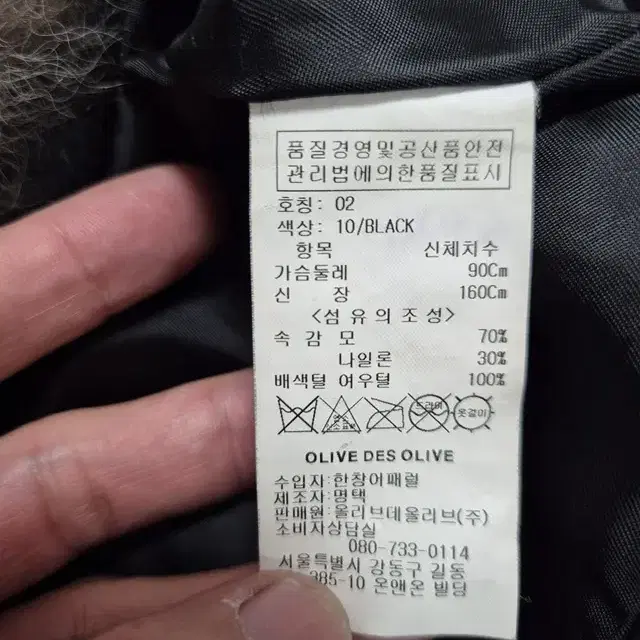 품질경영및공산품안전
관리법에의한품질표시
호칭: 02
색상: 10/BLACK
항목 신체치수
가슴둘레 90Cm
신 장 160Cm
<섬 유 의 조 성>
속 감 모 70%
나일론 30%
배색털 여우털 100%
드라이 옷걸이
OLIVE DES OLIVE
수입자: 한창어패럴
제조자: 명택
판매원: 올리브데올리브(주)
소비자상담실
080-733-0114
서울특별시 강동구 길동
385-10 온앤온 빌딩